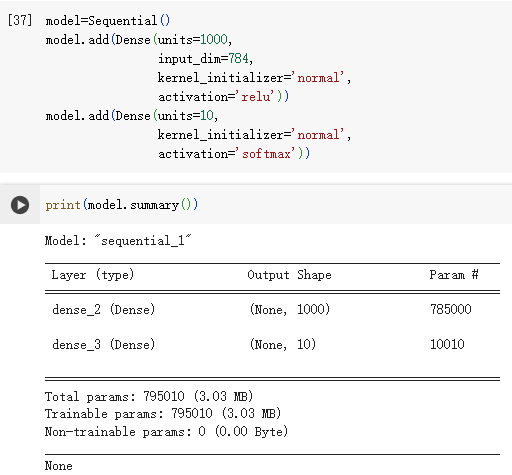 [37] model=Sequential()
model.add(Dense(units=1000,
input_dim=784,
kernel_initializer='normal',
activation='relu'))
model.add(Dense(units=10,
kernel_initializer='normal',
activation='softmax'))
print(model.summary())
Model: "sequential_1"
Layer (type) Output Shape Param #
dense_2 (Dense) (None, 1000) 785000
dense_3 (Dense) (None, 10) 10010
Total params: 795010 (3.03 MB)
Trainable params: 795010 (3.03 MB)
Non-trainable params: 0 (0.00 Byte)
None